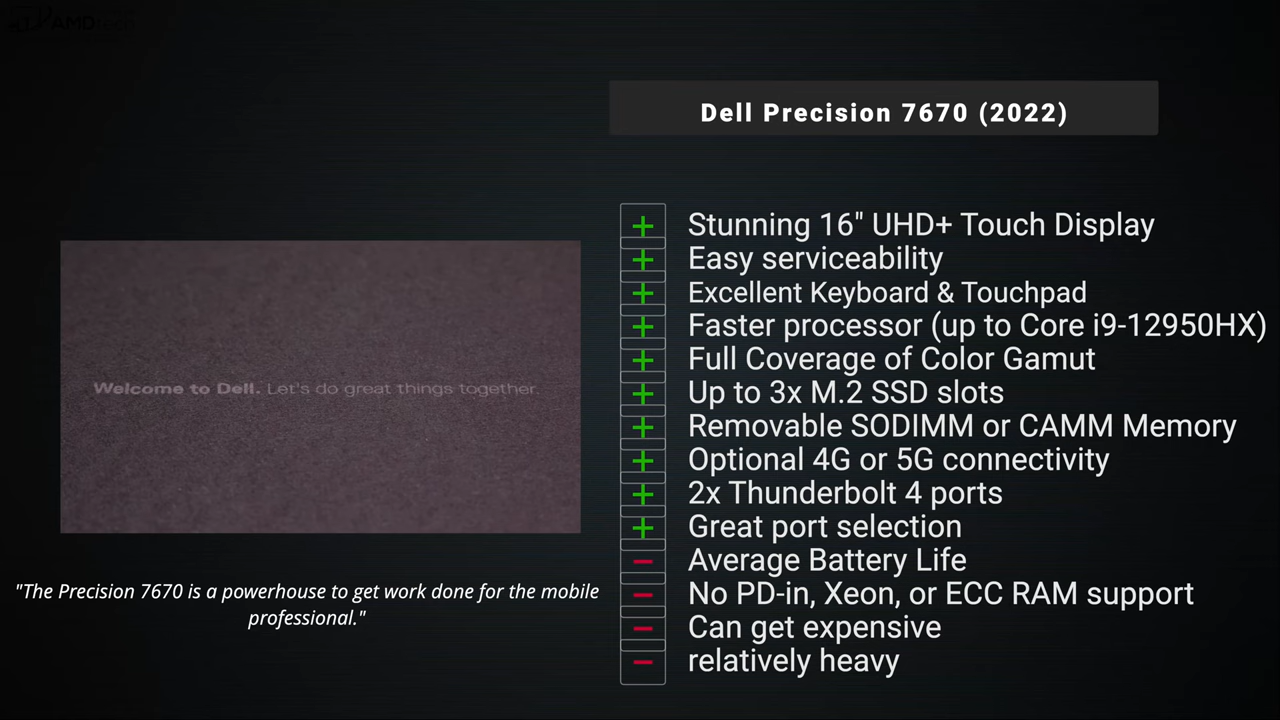 AMDtech
Dell Precision 7670 (2022)
Stunning 16" UHD+ Touch Display
Easy serviceability
Excellent Keyboard & Touchpad
Faster processor (up to Core i9-12950HX)
Full Coverage of Color Gamut
Up to 3x M.2 SSD slots
Removable SODIMM or CAMM Memory
Optional 4G or 5G connectivity
2x Thunderbolt 4 ports
Great port selection
Average Battery Life
No PD-in, Xeon, or ECC RAM support
Can get expensive
relatively heavy
Welcome to Dell. Let's do great things together.
"The Precision 7670 is a powerhouse to get work done for the mobile
professional."